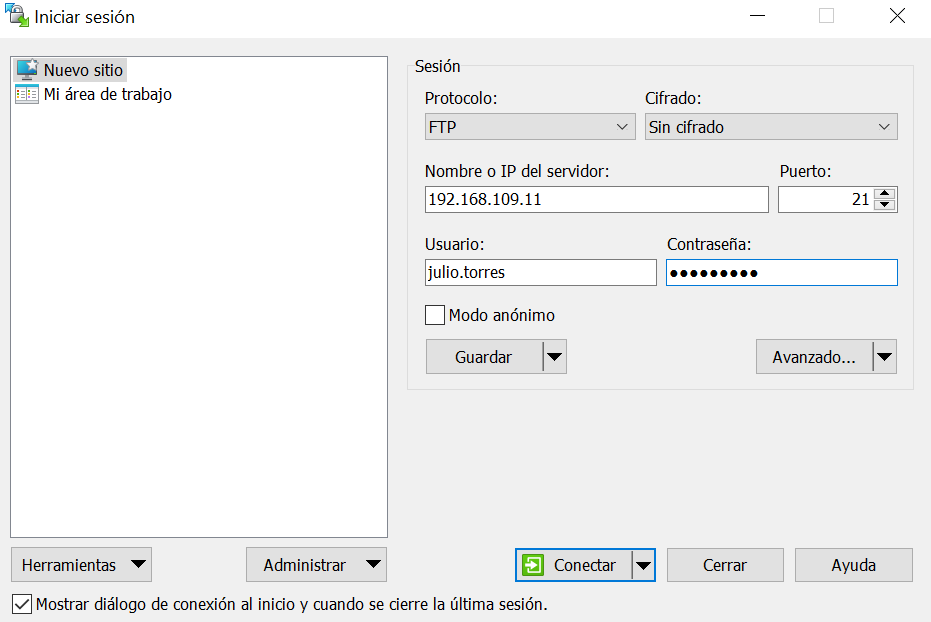 Iniciar sesión
Nuevo sitio
Mi área de trabajo
Sesión
Protocolo: Cifrado:
FTP Sin cifrado
Nombre o IP del servidor: Puerto:
192.168.109.11 21
Usuario: Contraseña:
julio.torres ●●●●●●●●●
Modo anónimo
Guardar Avanzado...
Herramientas Administrar Conectar Cerrar Ayuda
Mostrar diálogo de conexión al inicio y cuando se cierre la última sesión.